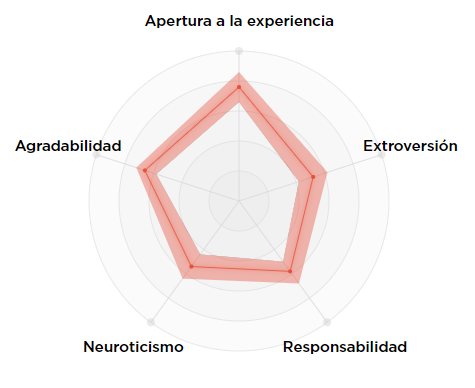 Apertura a la experiencia
Agradabilidad
Extroversión
Neuroticismo
Responsabilidad